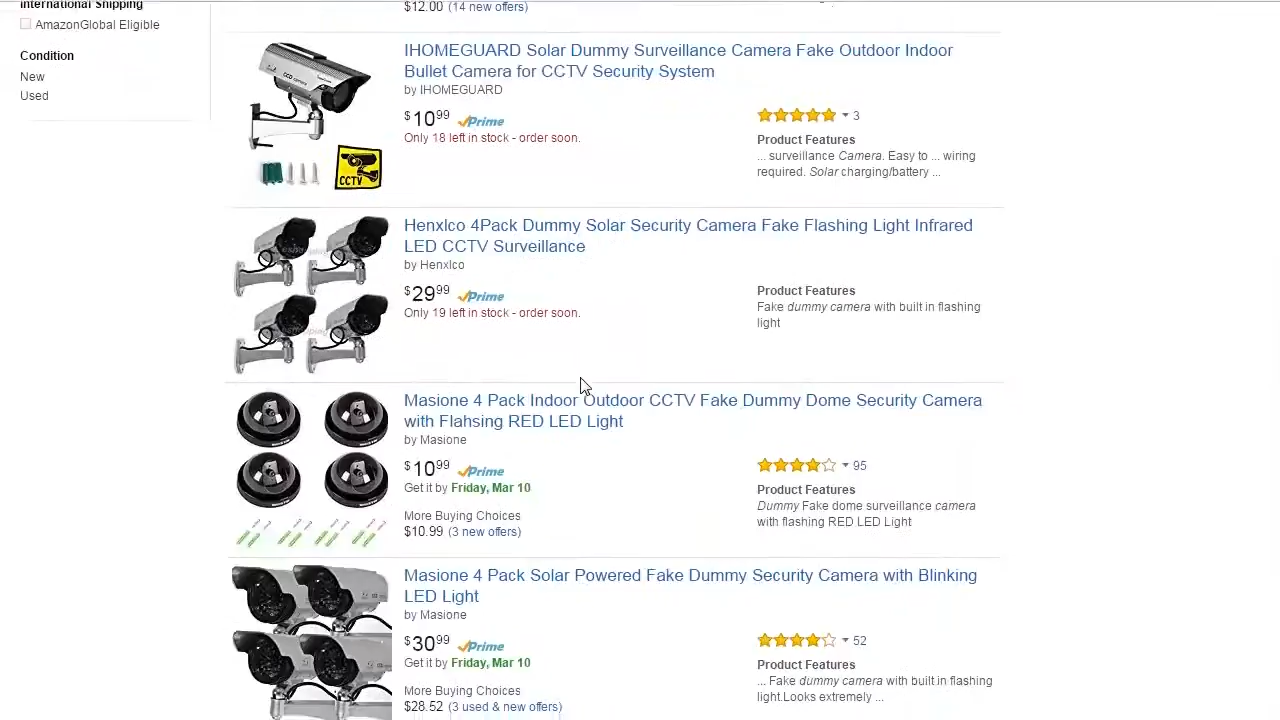 International Shipping
AmazonGlobal Eligible
Condition
New
Used
$12.00 (14 new offers)
IHOMEGUARD Solar Dummy Surveillance Camera Fake Outdoor Indoor
Bullet Camera for CCTV Security System
by IHOMEGUARD
$10 99 Prime
Only 18 left in stock - order soon.
3
Product Features
... surveillance Camera. Easy to ... wiring
required. Solar charging/battery ...
CCD camera
CCTV
Henxlco 4Pack Dummy Solar Security Camera Fake Flashing Light Infrared
LED CCTV Surveillance
by Henxlco
$29 99 Prime
Only 19 left in stock - order soon.
Product Features
Fake dummy camera with built in flashing
light
Masione 4 Pack Indoor Outdoor CCTV Fake Dummy Dome Security Camera
with Flahsing RED LED Light
by Masione
$10 99 Prime
Get it by Friday, Mar 10
More Buying Choices
$10.99 (3 new offers)
95
Product Features
Dummy Fake dome surveillance camera
with flashing RED LED Light
Masione 4 Pack Solar Powered Fake Dummy Security Camera with Blinking
LED Light
by Masione
$30 99 Prime
Get it by Friday, Mar 10
More Buying Choices
$28.52 (3 used & new offers)
52
Product Features
... Fake dummy camera with built in flashing
light.Looks extremely ...